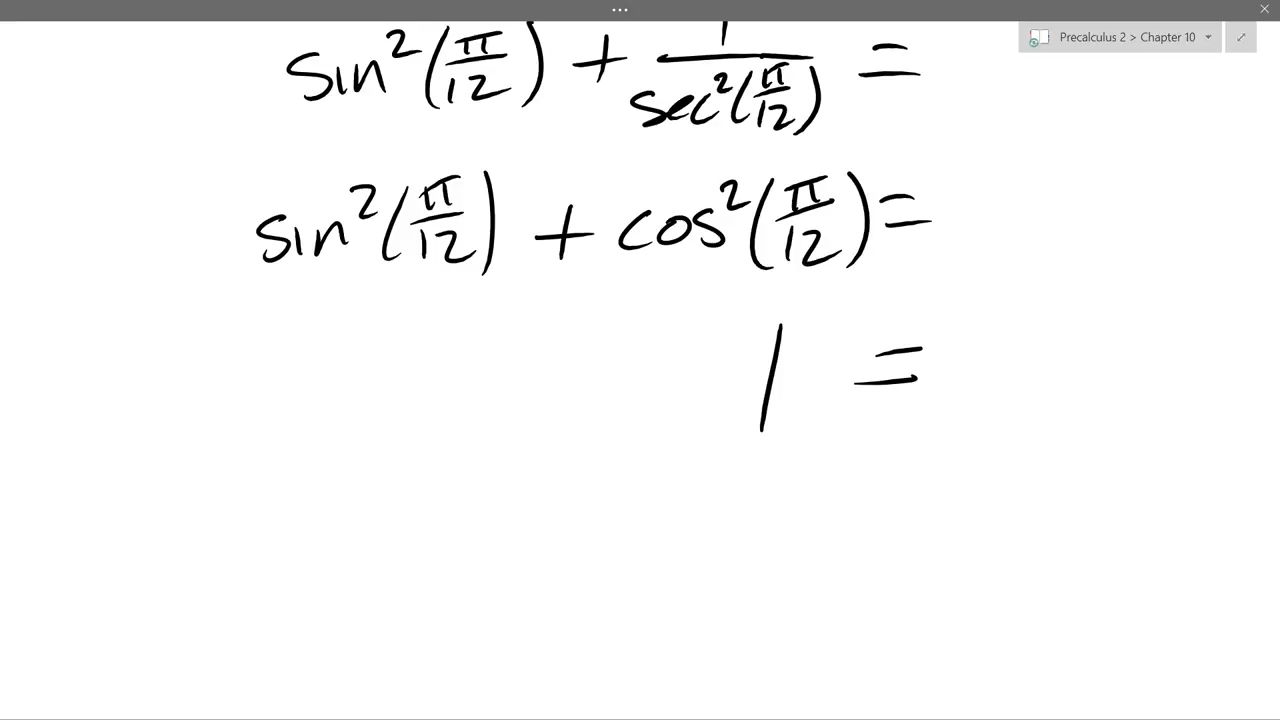 Precalculus 2 > Chapter 10
sin²(π/12) + 1/sec²(π/12) =
sin²(π/12) + cos²(π/12) =
1 =